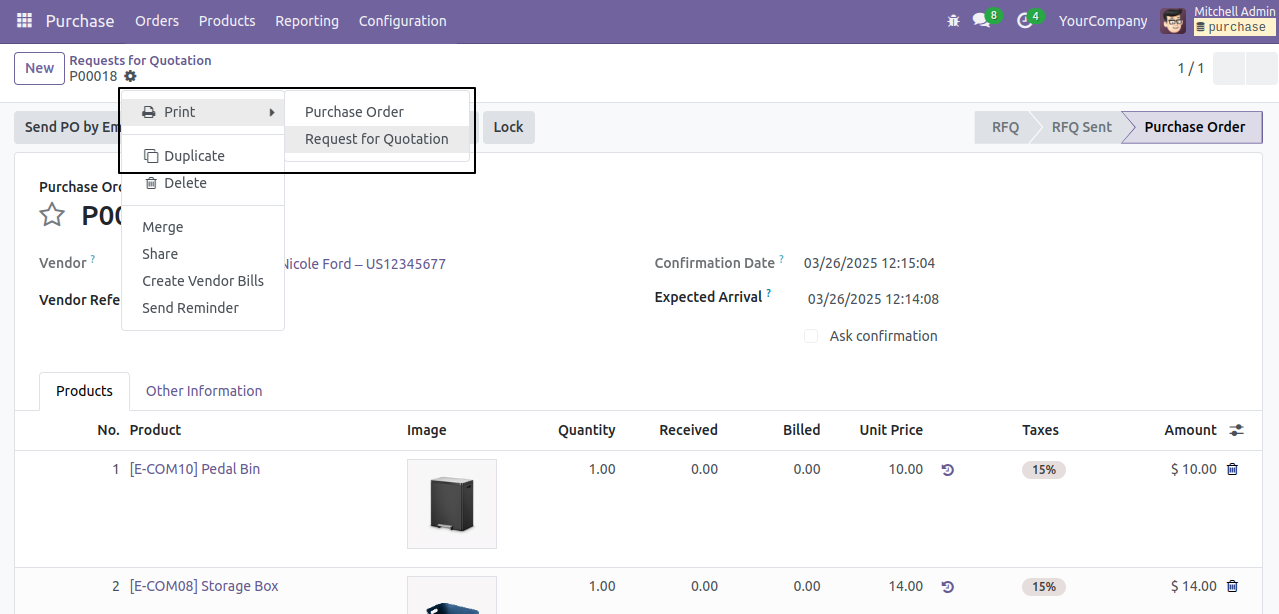 Purchase Orders Products Reporting Configuration 8 4 YourCompany Mitchell Admin
purchase
New Requests for Quotation
P00018 1 / 1
Send PO by Lock RFQ RFQ Sent Purchase Order
Print Purchase Order
Request for Quotation
Duplicate
Delete
Merge
Share
Create Vendor Bills
Send Reminder
Purchase
Vendor ? Nicole Ford – US12345677 Confirmation Date ? 03/26/2025 12:15:04
Vendor Expected Arrival ? 03/26/2025 12:14:08
Ask confirmation
Products Other Information
No. Product Image Quantity Received Billed Unit Price Taxes Amount
1 [E-COM10] Pedal Bin 1.00 0.00 0.00 10.00 15% $ 10.00
2 [E-COM08] Storage Box 1.00 0.00 0.00 14.00 15% $ 14.00